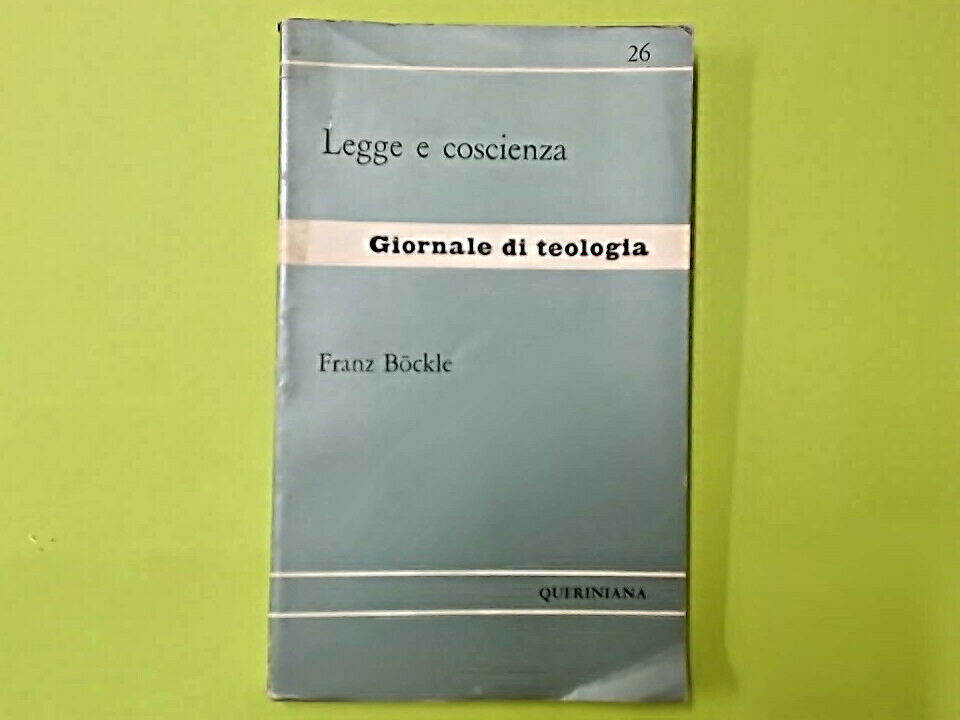 26
Legge e coscienza
Giornale di teologia
Franz Böckle
QUERINIANA